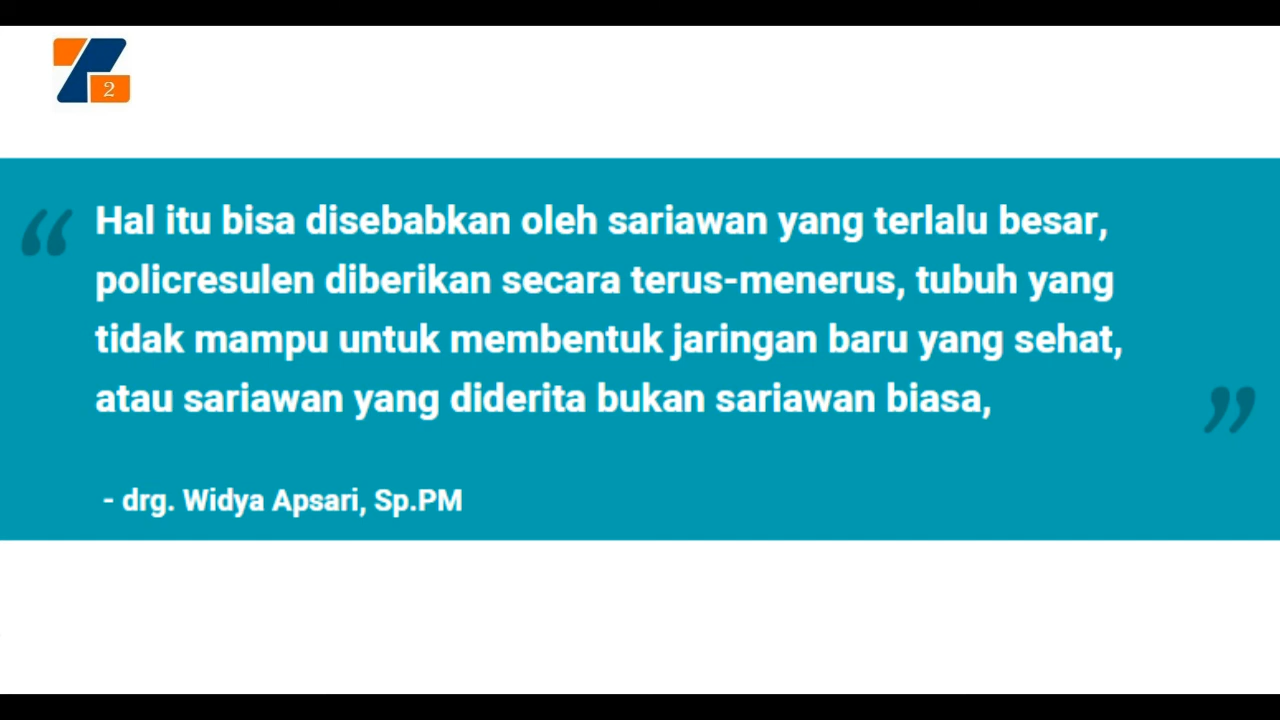 2
“ Hal itu bisa disebabkan oleh sariawan yang terlalu besar,
policresulen diberikan secara terus-menerus, tubuh yang
tidak mampu untuk membentuk jaringan baru yang sehat,
atau sariawan yang diderita bukan sariawan biasa, ”
- drg. Widya Apsari, Sp.PM